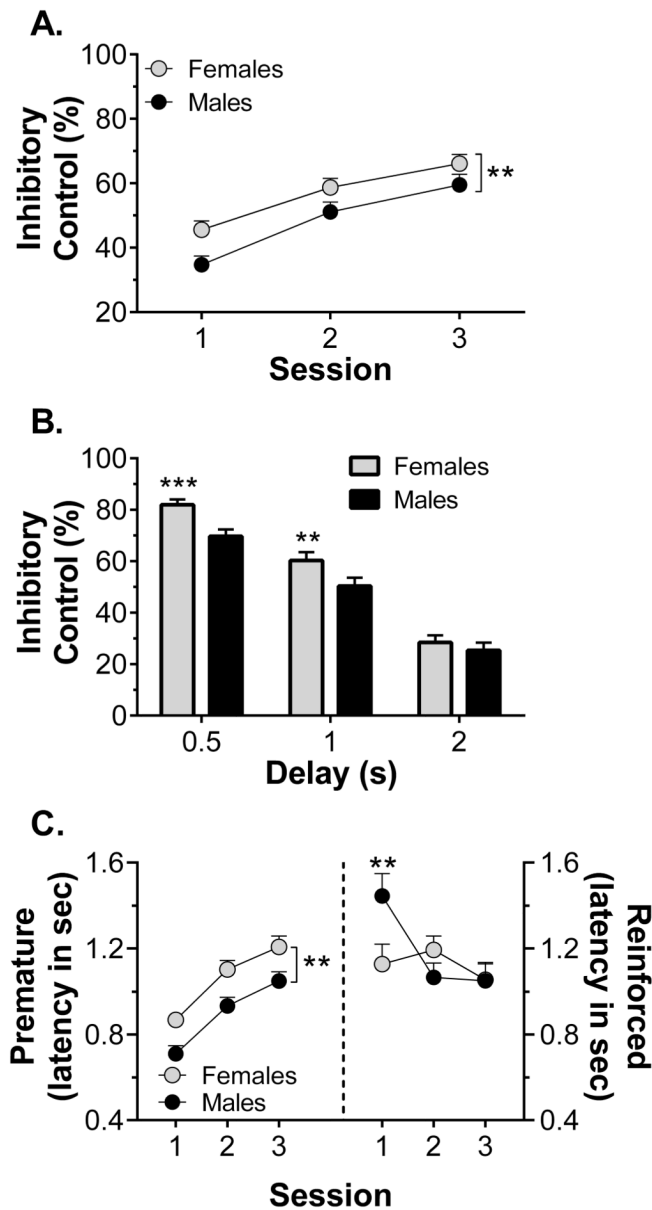 A.
Inhibitory
Control (%)
100
80
60
40
20
Females
Males
**
1 2 3
Session
B.
Inhibitory
Control (%)
100
80
60
40
20
0
***
**
Females
Males
0.5 1 2
Delay (s)
C.
Premature
(latency in sec)
1.6
1.2
0.8
0.4
**
Females
Males
1 2 3
**
1 2 3
1.6
1.2
0.8
0.4
Reinforced
(latency in sec)
Session